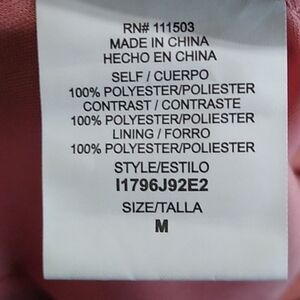 RN# 111503
MADE IN CHINA
HECHO EN CHINA
SELF / CUERPO
100% POLYESTER/POLIESTER
CONTRAST / CONTRASTE
100% POLYESTER/POLIESTER
LINING / FORRO
100% POLYESTER/POLIESTER
STYLE/ESTILO
I1796J92E2
SIZE/TALLA
M